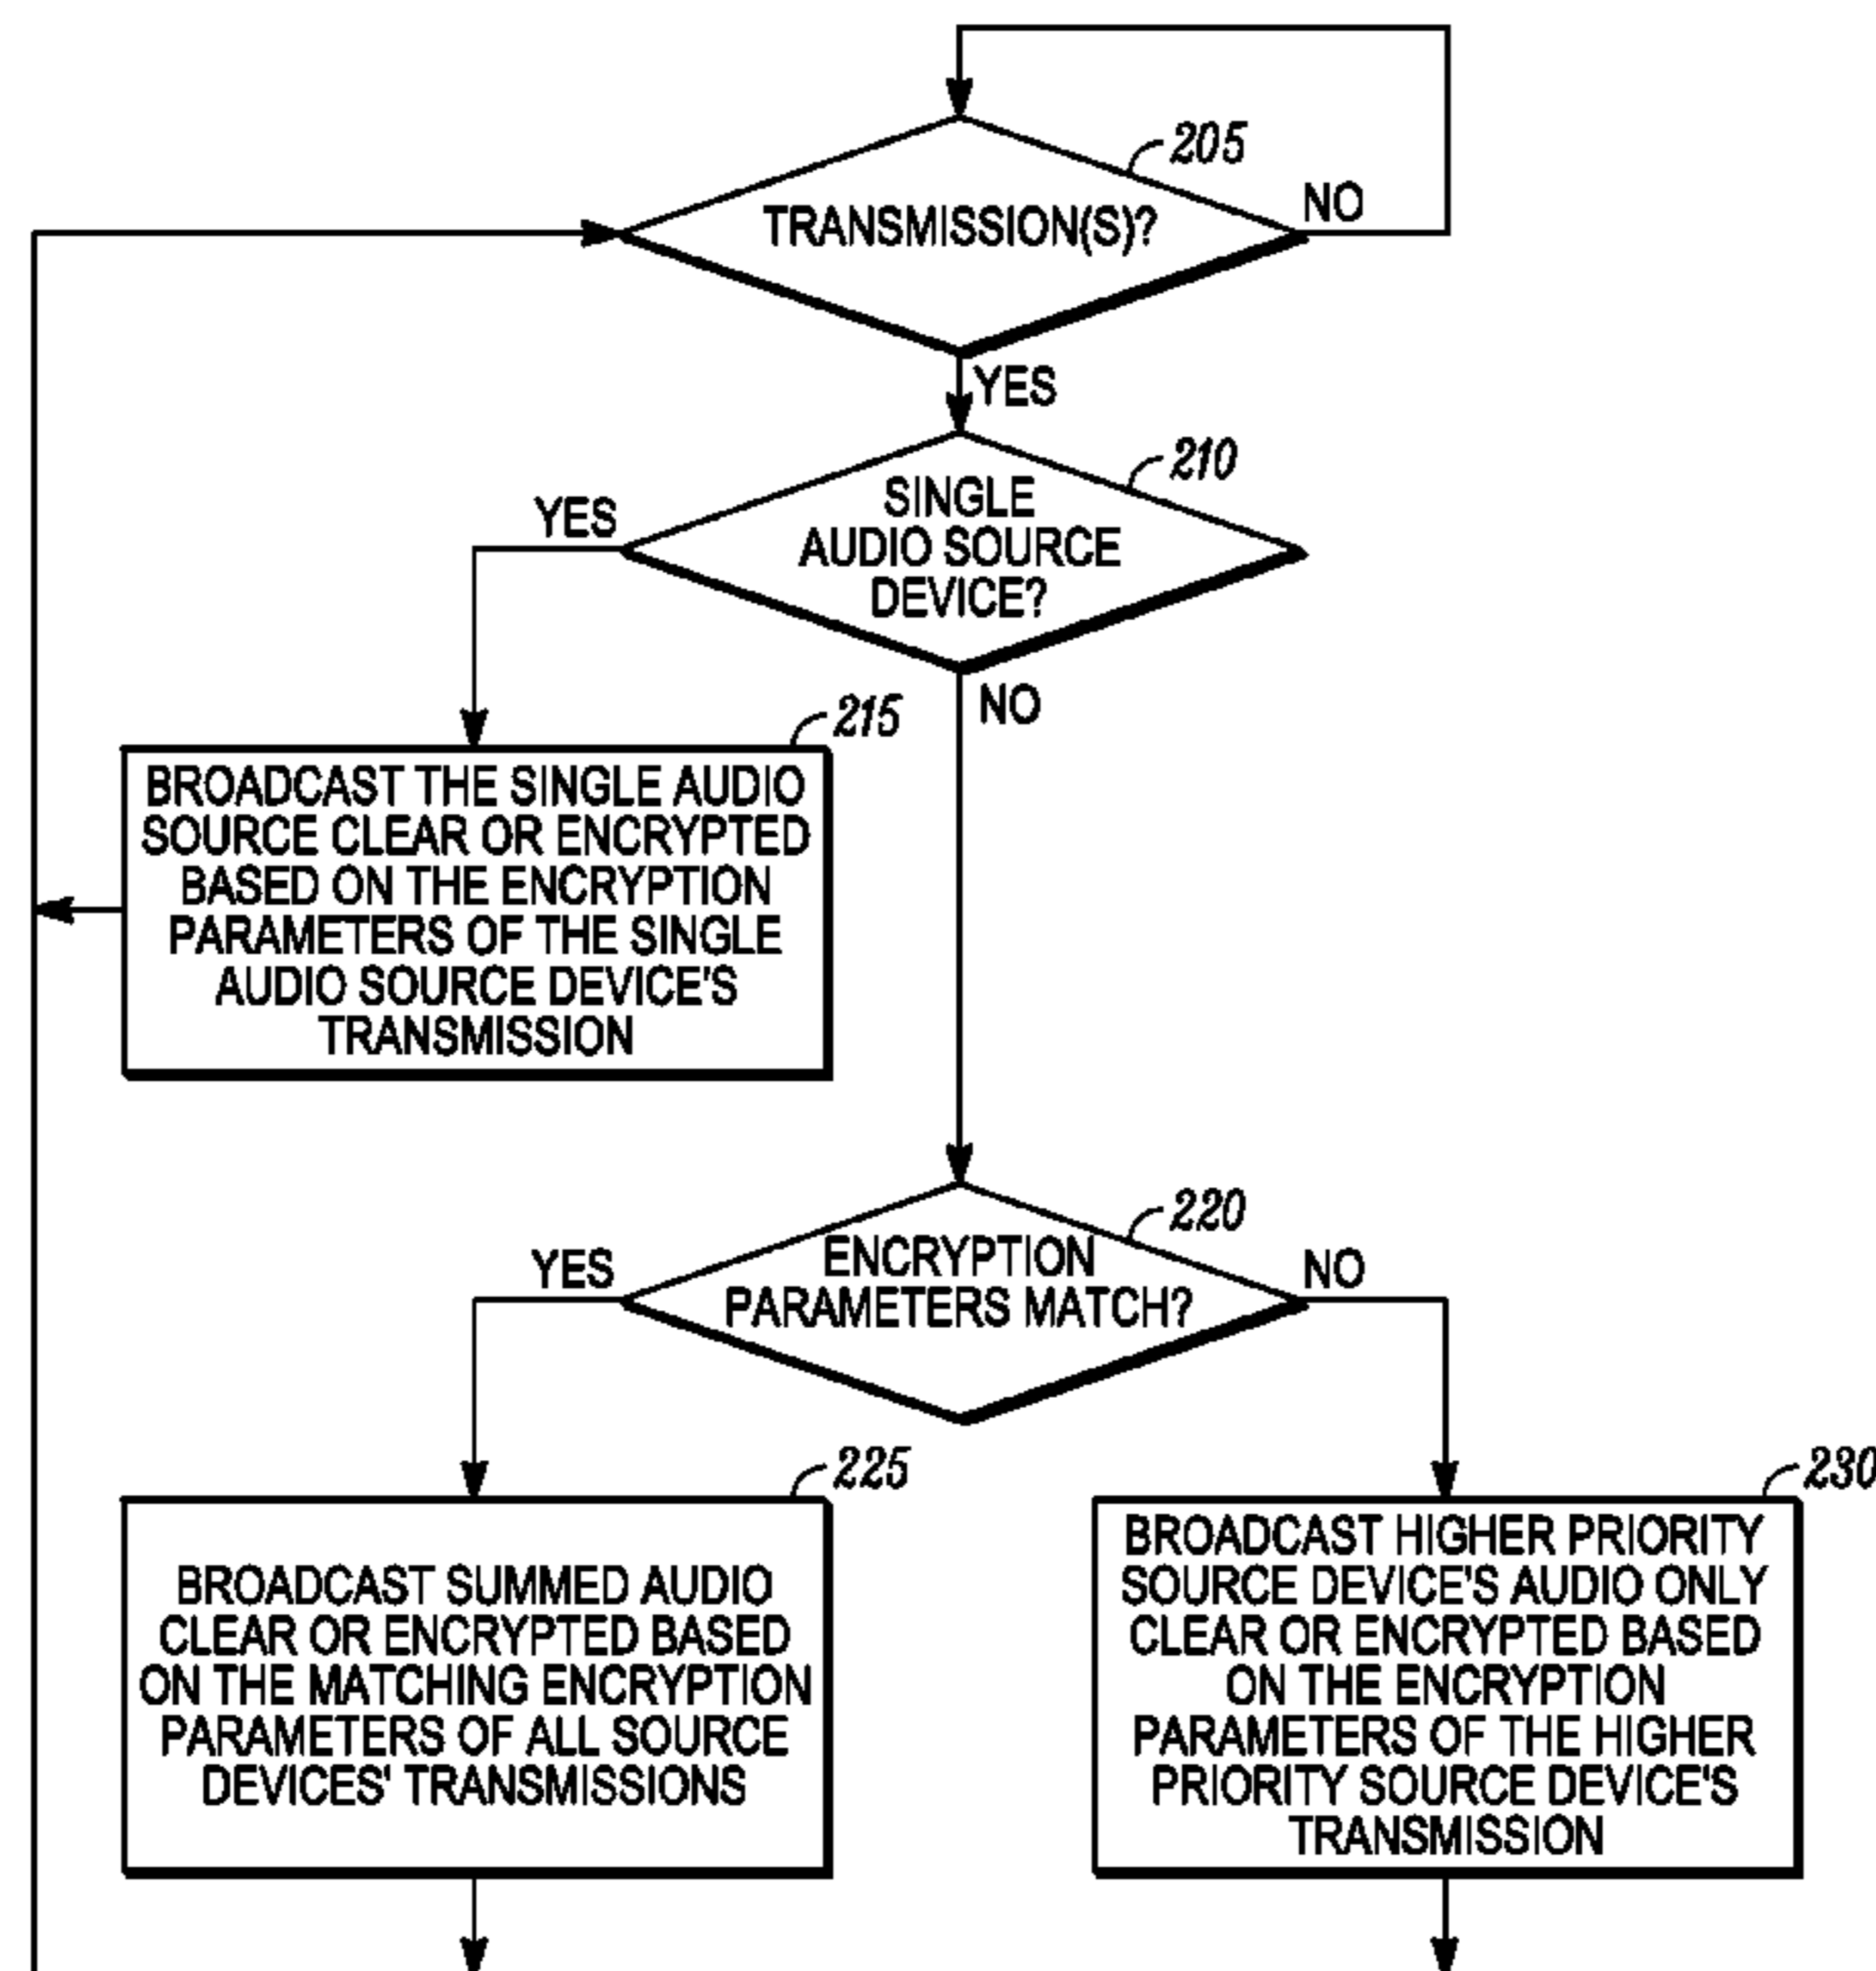 205
TRANSMISSION(S)?
NO
YES
210
SINGLE
AUDIO SOURCE
DEVICE?
YES
NO
215
BROADCAST THE SINGLE AUDIO
SOURCE CLEAR OR ENCRYPTED
BASED ON THE ENCRYPTION
PARAMETERS OF THE SINGLE
AUDIO SOURCE DEVICE'S
TRANSMISSION
220
ENCRYPTION
PARAMETERS MATCH?
YES
NO
225
BROADCAST SUMMED AUDIO
CLEAR OR ENCRYPTED BASED
ON THE MATCHING ENCRYPTION
PARAMETERS OF ALL SOURCE
DEVICES' TRANSMISSIONS
230
BROADCAST HIGHER PRIORITY
SOURCE DEVICE'S AUDIO ONLY
CLEAR OR ENCRYPTED BASED
ON THE ENCRYPTION
PARAMETERS OF THE HIGHER
PRIORITY SOURCE DEVICE'S
TRANSMISSION